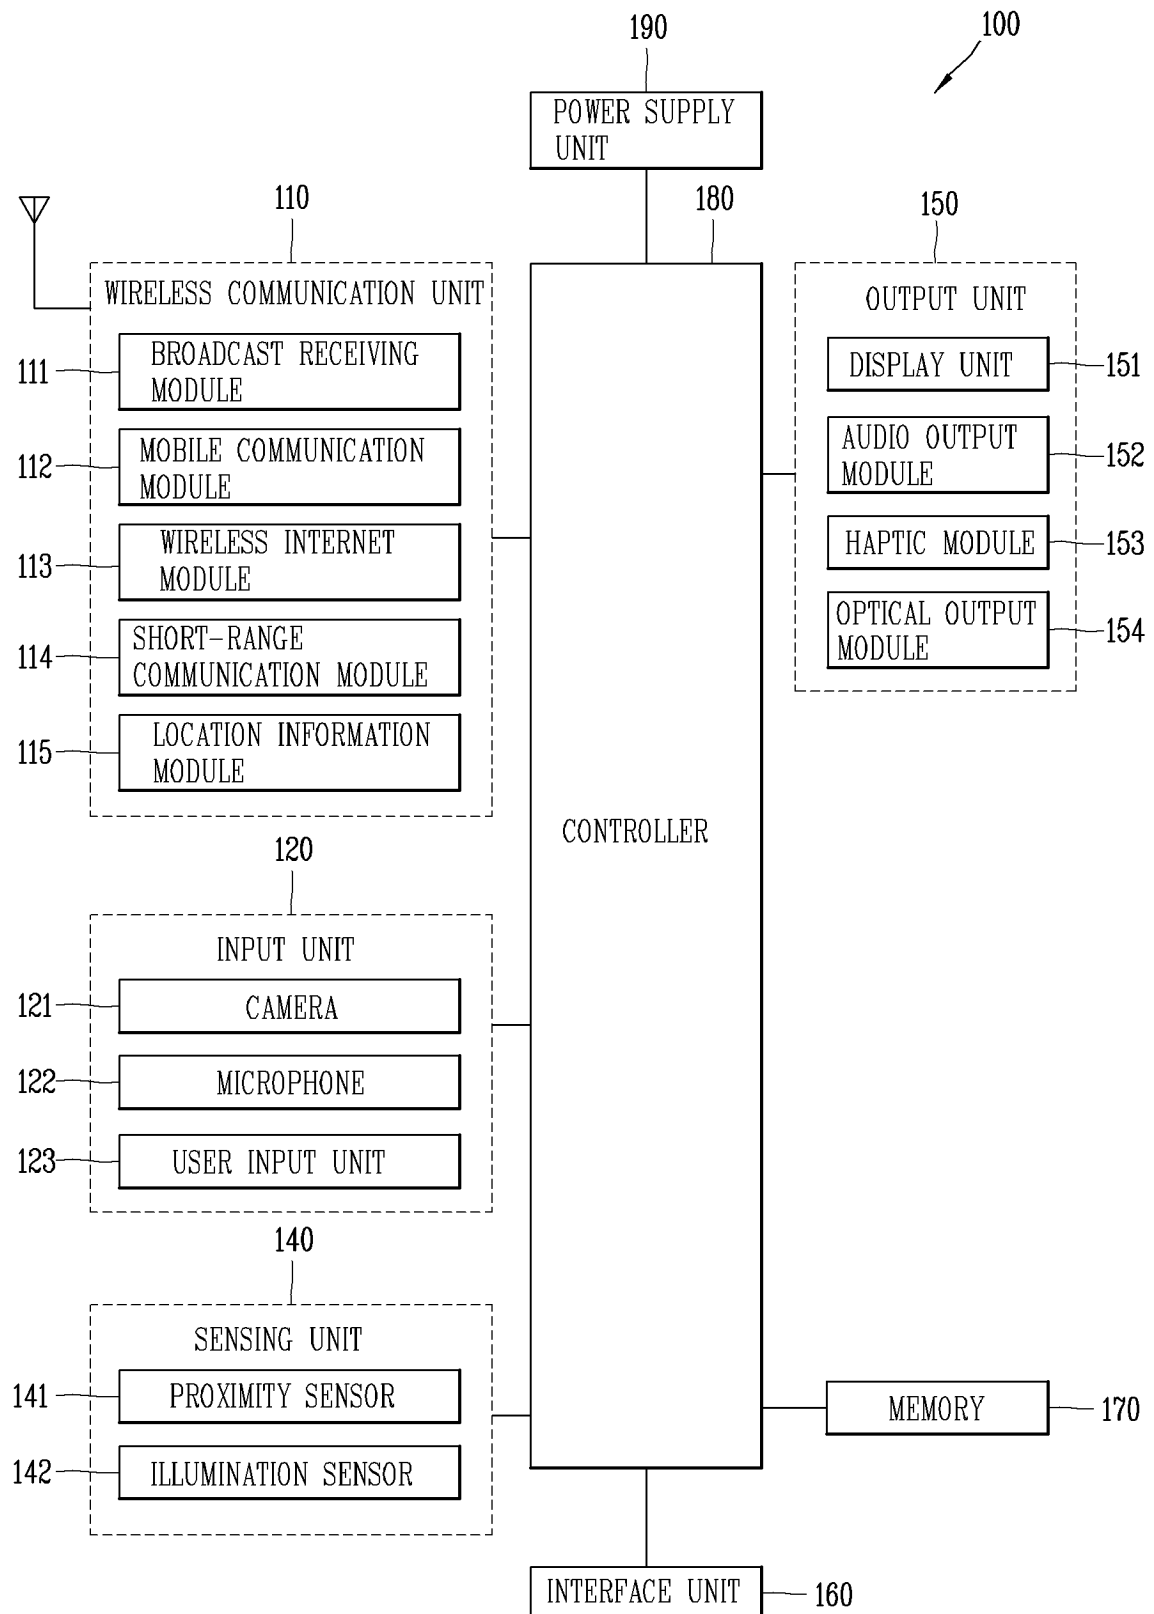 190
100
POWER SUPPLY
UNIT
110
180
150
WIRELESS COMMUNICATION UNIT
BROADCAST RECEIVING
MODULE
111
MOBILE COMMUNICATION
MODULE
112
WIRELESS INTERNET
MODULE
113
SHORT-RANGE
COMMUNICATION MODULE
114
LOCATION INFORMATION
MODULE
115
OUTPUT UNIT
DISPLAY UNIT
151
AUDIO OUTPUT
MODULE
152
HAPTIC MODULE
153
OPTICAL OUTPUT
MODULE
154
CONTROLLER
120
INPUT UNIT
121
CAMERA
122
MICROPHONE
123
USER INPUT UNIT
140
SENSING UNIT
141
PROXIMITY SENSOR
142
ILLUMINATION SENSOR
MEMORY
170
INTERFACE UNIT
160